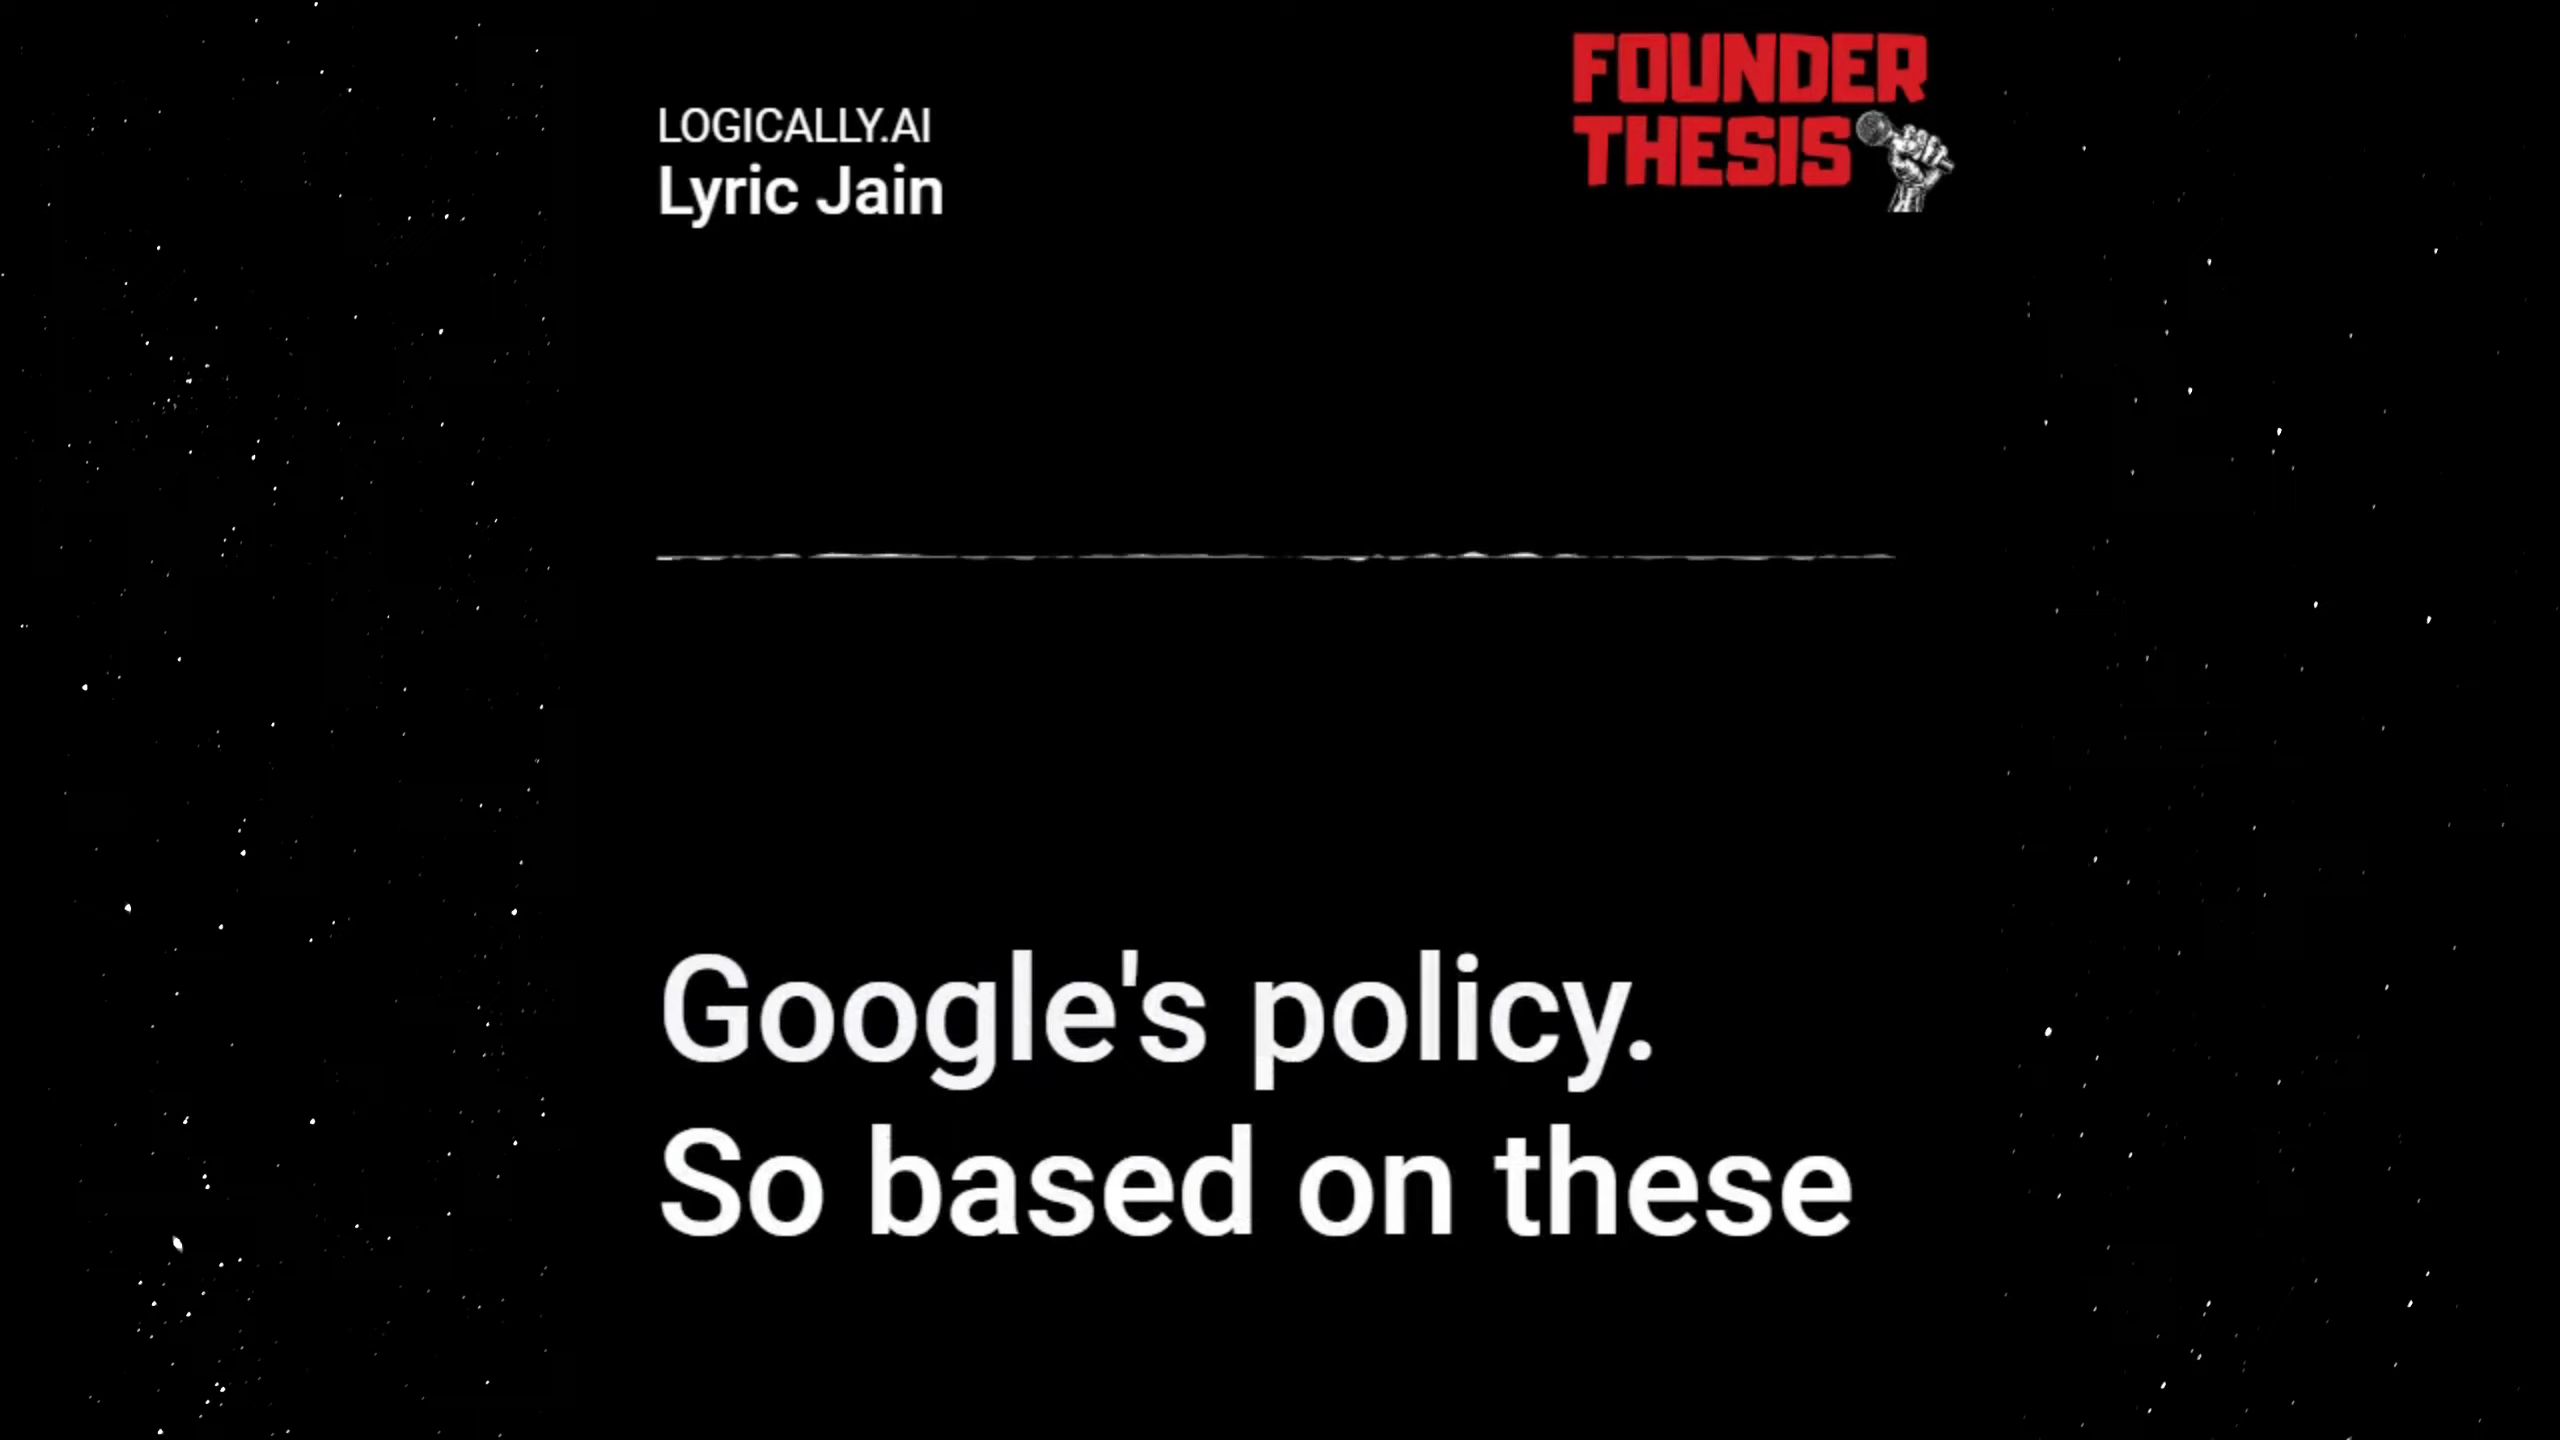 LOGICALLY.AI
Lyric Jain
FOUNDER
THESIS
Google's policy.
So based on these